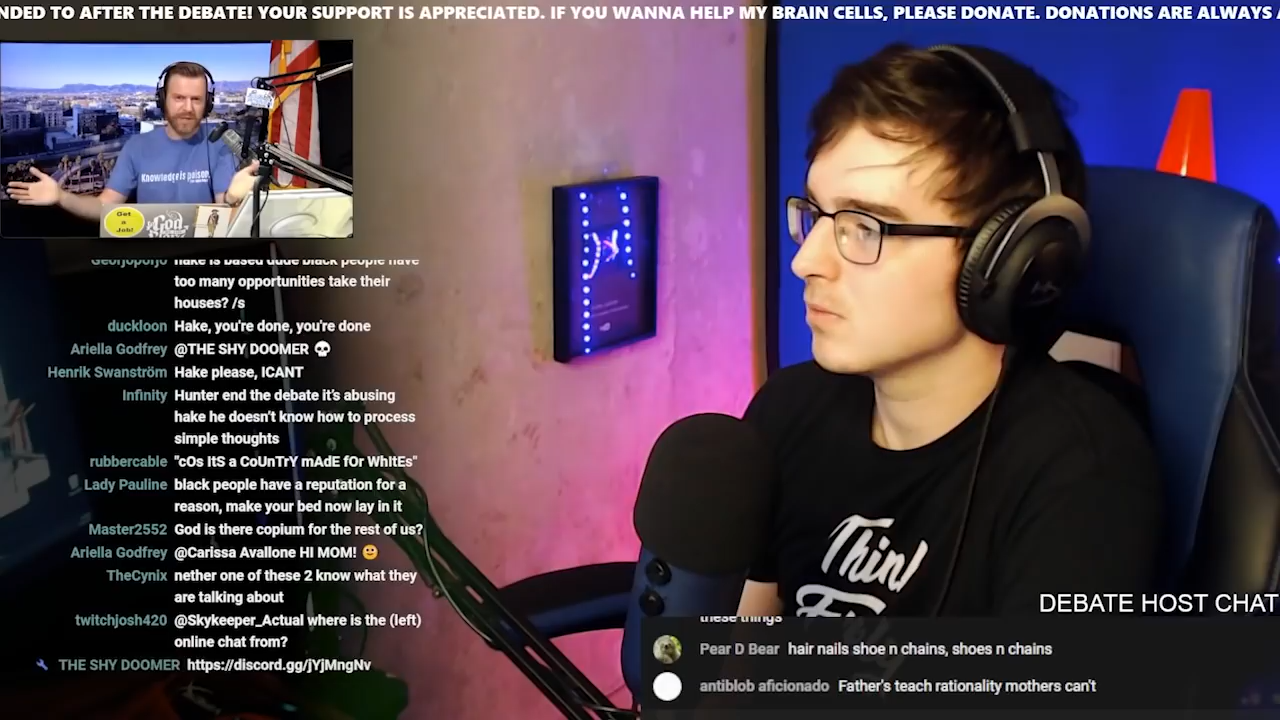 NDED TO AFTER THE DEBATE! YOUR SUPPORT IS APPRECIATED. IF YOU WANNA HELP MY BRAIN CELLS, PLEASE DONATE. DONATIONS ARE ALWAYS
Knowledge is poison.
Get
a
Job!
God
Georjoporjo hake is based dude black people have
too many opportunities take their
houses? /s
duckloon Hake, you're done, you're done
Ariella Godfrey @THE SHY DOOMER 💀
Henrik Swanström Hake please, ICANT
Infinity Hunter end the debate it's abusing
hake he doesn't know how to process
simple thoughts
rubbercable "cOs ItS a CoUnTrY mAdE fOr WhItEs"
Lady Pauline black people have a reputation for a
reason, make your bed now lay in it
Master2552 God is there copium for the rest of us?
Ariella Godfrey @Carissa Avallone HI MOM! 🙂
TheCynix nether one of these 2 know what they
are talking about
twitchjosh420 @Skykeeper_Actual where is the (left)
online chat from?
THE SHY DOOMER https://discord.gg/jYjMngNv
Think
DEBATE HOST CHAT
these things
Pear D Bear hair nails shoe n chains, shoes n chains
antiblob aficionado Father's teach rationality mothers can't